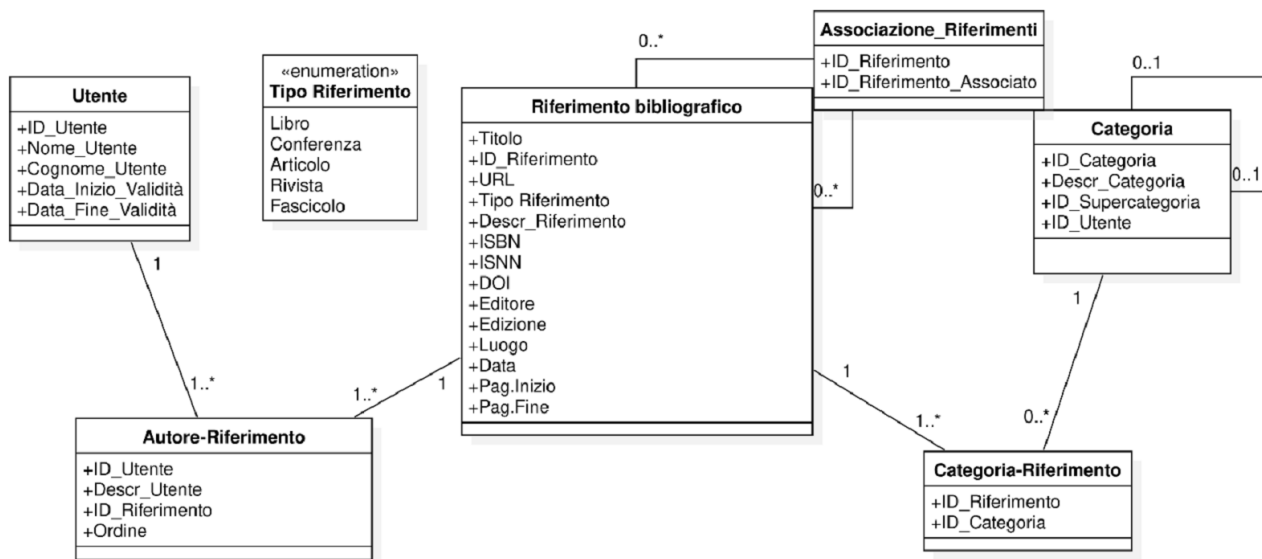 Utente
+ID_Utente
+Nome_Utente
+Cognome_Utente
+Data_Inizio_Validità
+Data_Fine_Validità
1
1..*
«enumeration»
Tipo Riferimento
Libro
Conferenza
Articolo
Rivista
Fascicolo
0..*
Riferimento bibliografico
+Titolo
+ID_Riferimento
+URL
+Tipo Riferimento
+Descr_Riferimento
+ISBN
+ISNN
+DOI
+Editore
+Edizione
+Luogo
+Data
+Pag.Inizio
+Pag.Fine
Associazione_Riferimenti
+ID_Riferimento
+ID_Riferimento_Associato
0..*
0..1
Categoria
+ID_Categoria
+Descr_Categoria
+ID_Supercategoria
+ID_Utente
0..1
1
0..*
1..*
1
1
1..*
Autore-Riferimento
+ID_Utente
+Descr_Utente
+ID_Riferimento
+Ordine
Categoria-Riferimento
+ID_Riferimento
+ID_Categoria